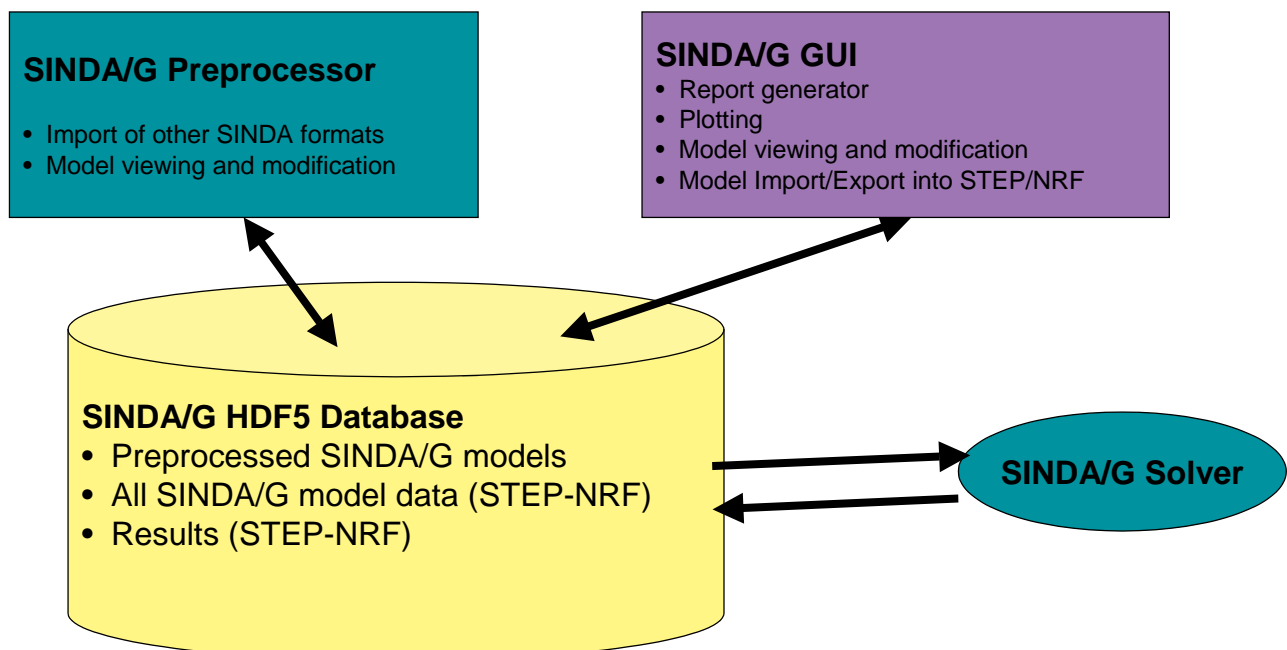 SINDA/G Preprocessor
• Import of other SINDA formats
• Model viewing and modification
SINDA/G GUI
• Report generator
• Plotting
• Model viewing and modification
• Model Import/Export into STEP/NRF
SINDA/G HDF5 Database
• Preprocessed SINDA/G models
• All SINDA/G model data (STEP-NRF)
• Results (STEP-NRF)
SINDA/G Solver